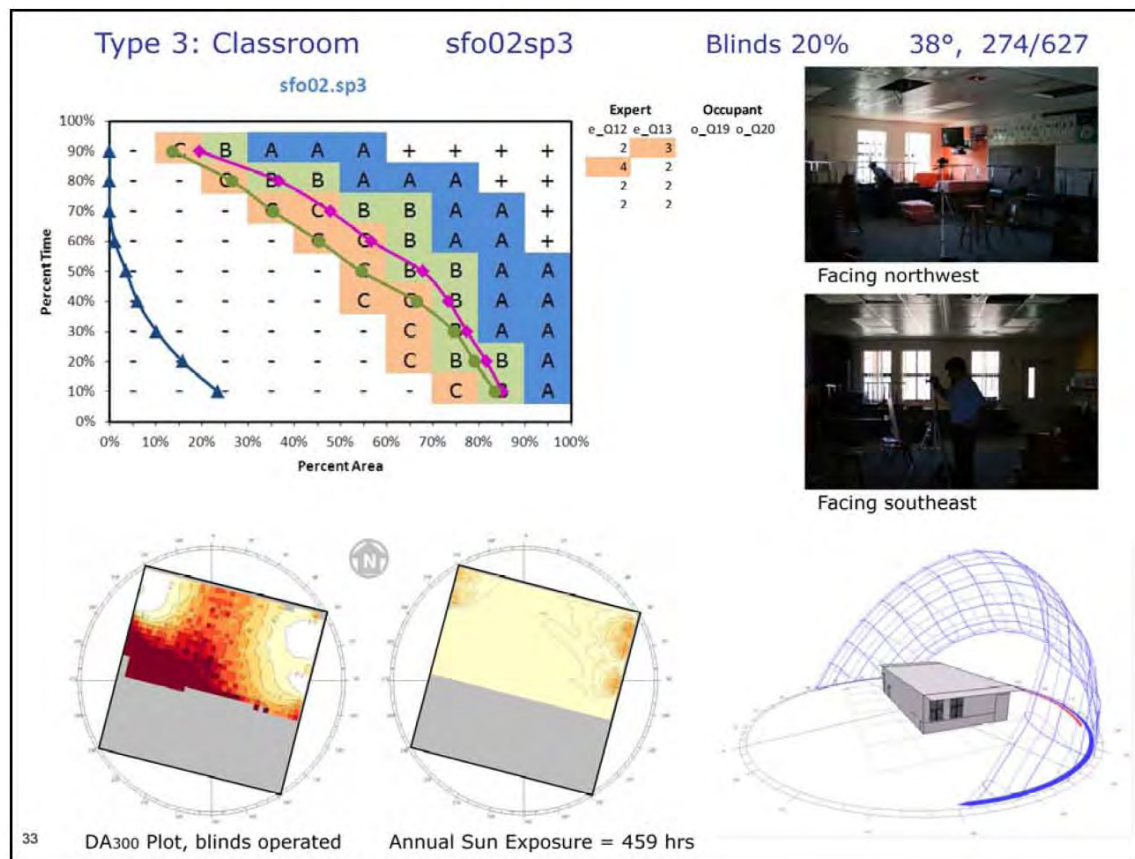 Type 3: Classroom sfo02sp3 Blinds 20% 38°, 274/627
sfo02.sp3
Expert Occupant
e_Q12 e_Q13 o_Q19 o_Q20
2 3
4 2
2 2
2 2
Percent Time
100%
90% - C B A A A + + + +
80% - - C B B A A A + +
70% - - - C C B B A A +
60% - - - - C C B A A +
50% - - - - - C B B A A
40% - - - - - C C B A A
30% - - - - - - C B A A
20% - - - - - - C B B A
10% - - - - - - - C B A
0%
0% 10% 20% 30% 40% 50% 60% 70% 80% 90% 100%
Percent Area
Facing northwest
Facing southeast
N
33 DA300 Plot, blinds operated Annual Sun Exposure = 459 hrs